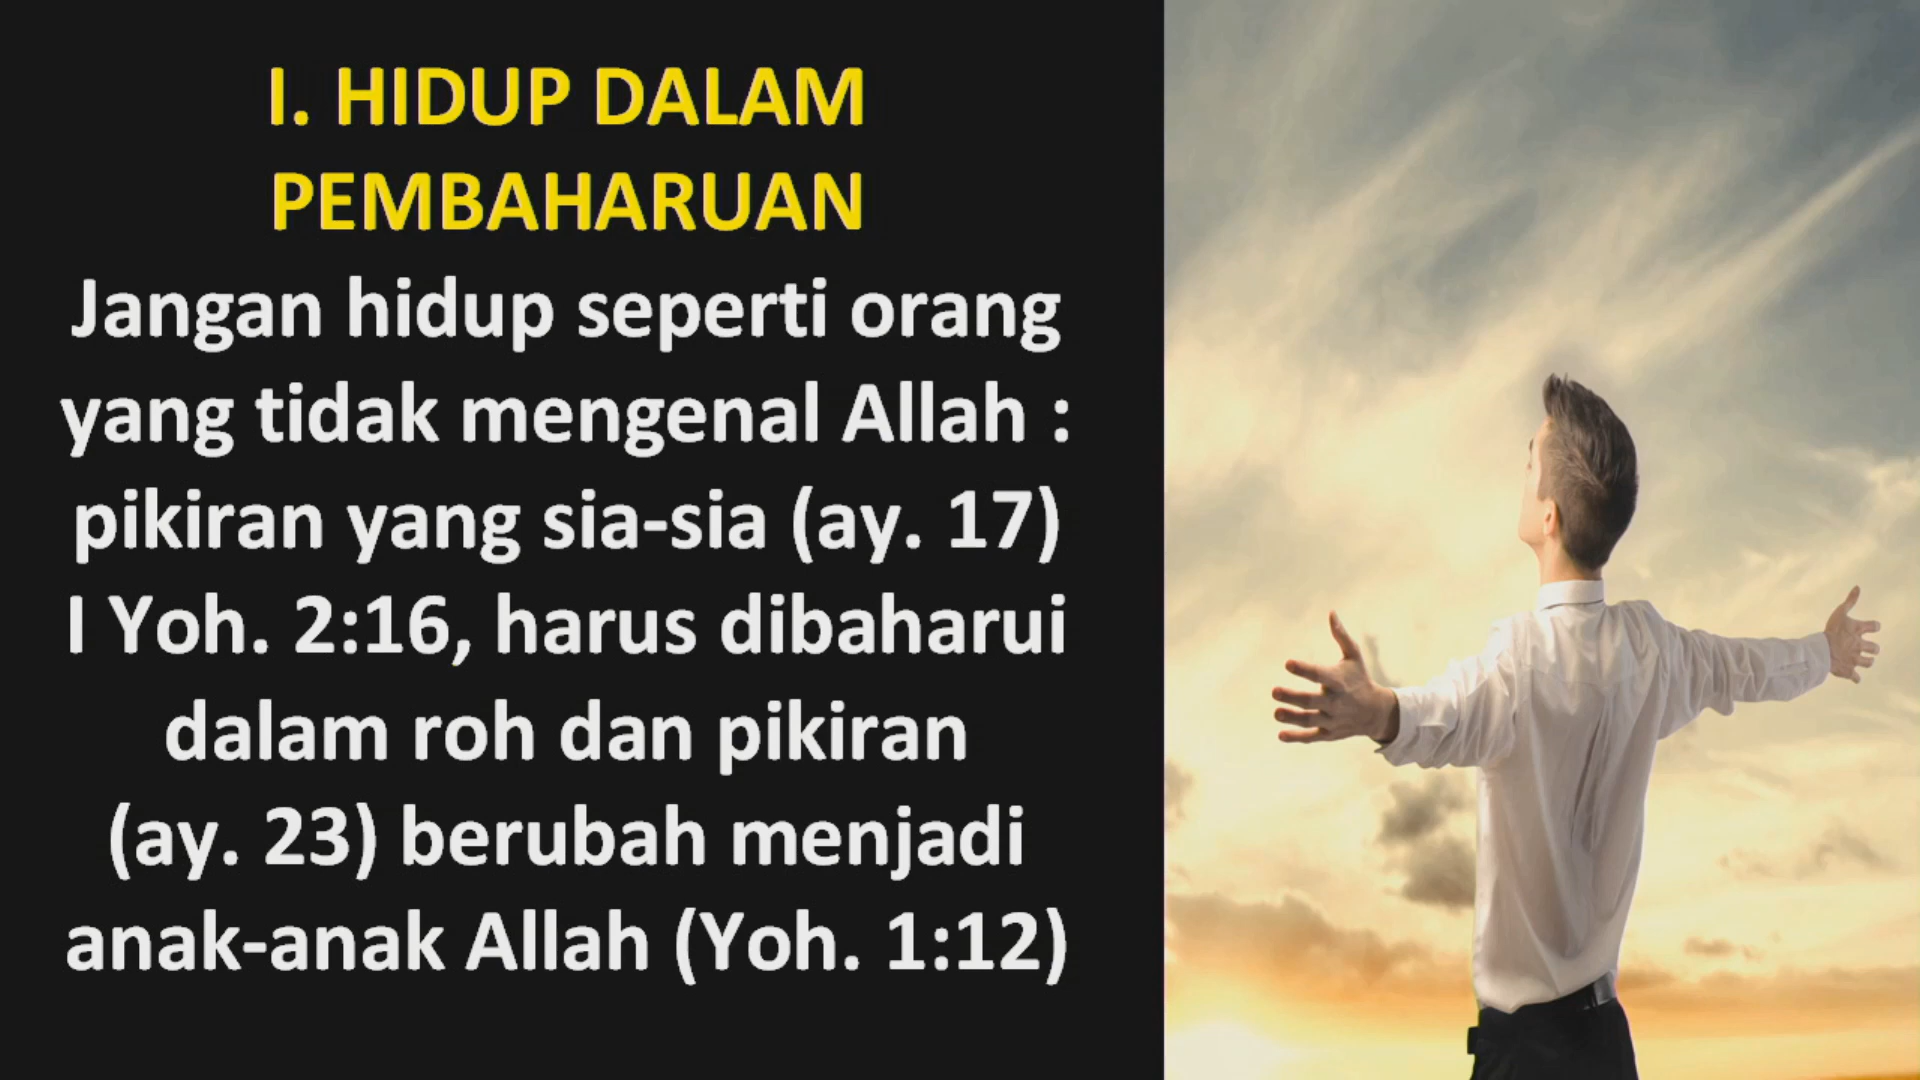 I. HIDUP DALAM
PEMBAHARUAN
Jangan hidup seperti orang
yang tidak mengenal Allah :
pikiran yang sia-sia (ay. 17)
I Yoh. 2:16, harus dibaharui
dalam roh dan pikiran
(ay. 23) berubah menjadi
anak-anak Allah (Yoh. 1:12)